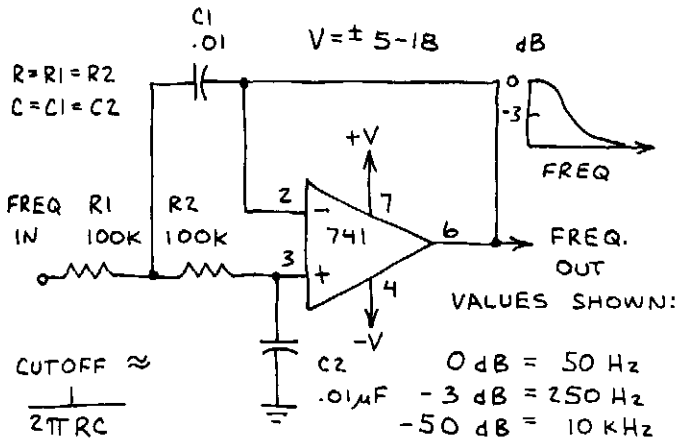 C1
.01
V = ± 5-18
dB
R = R1 = R2
C = C1 = C2
0
-3
FREQ
+V
2
-
7
741
6
3
+
4
-V
FREQ
IN
R1
100K
R2
100K
FREQ.
OUT
VALUES SHOWN:
C2
.01µF
CUTOFF ≈
1
2πRC
0 dB = 50 Hz
-3 dB = 250 Hz
-50 dB = 10 KHz